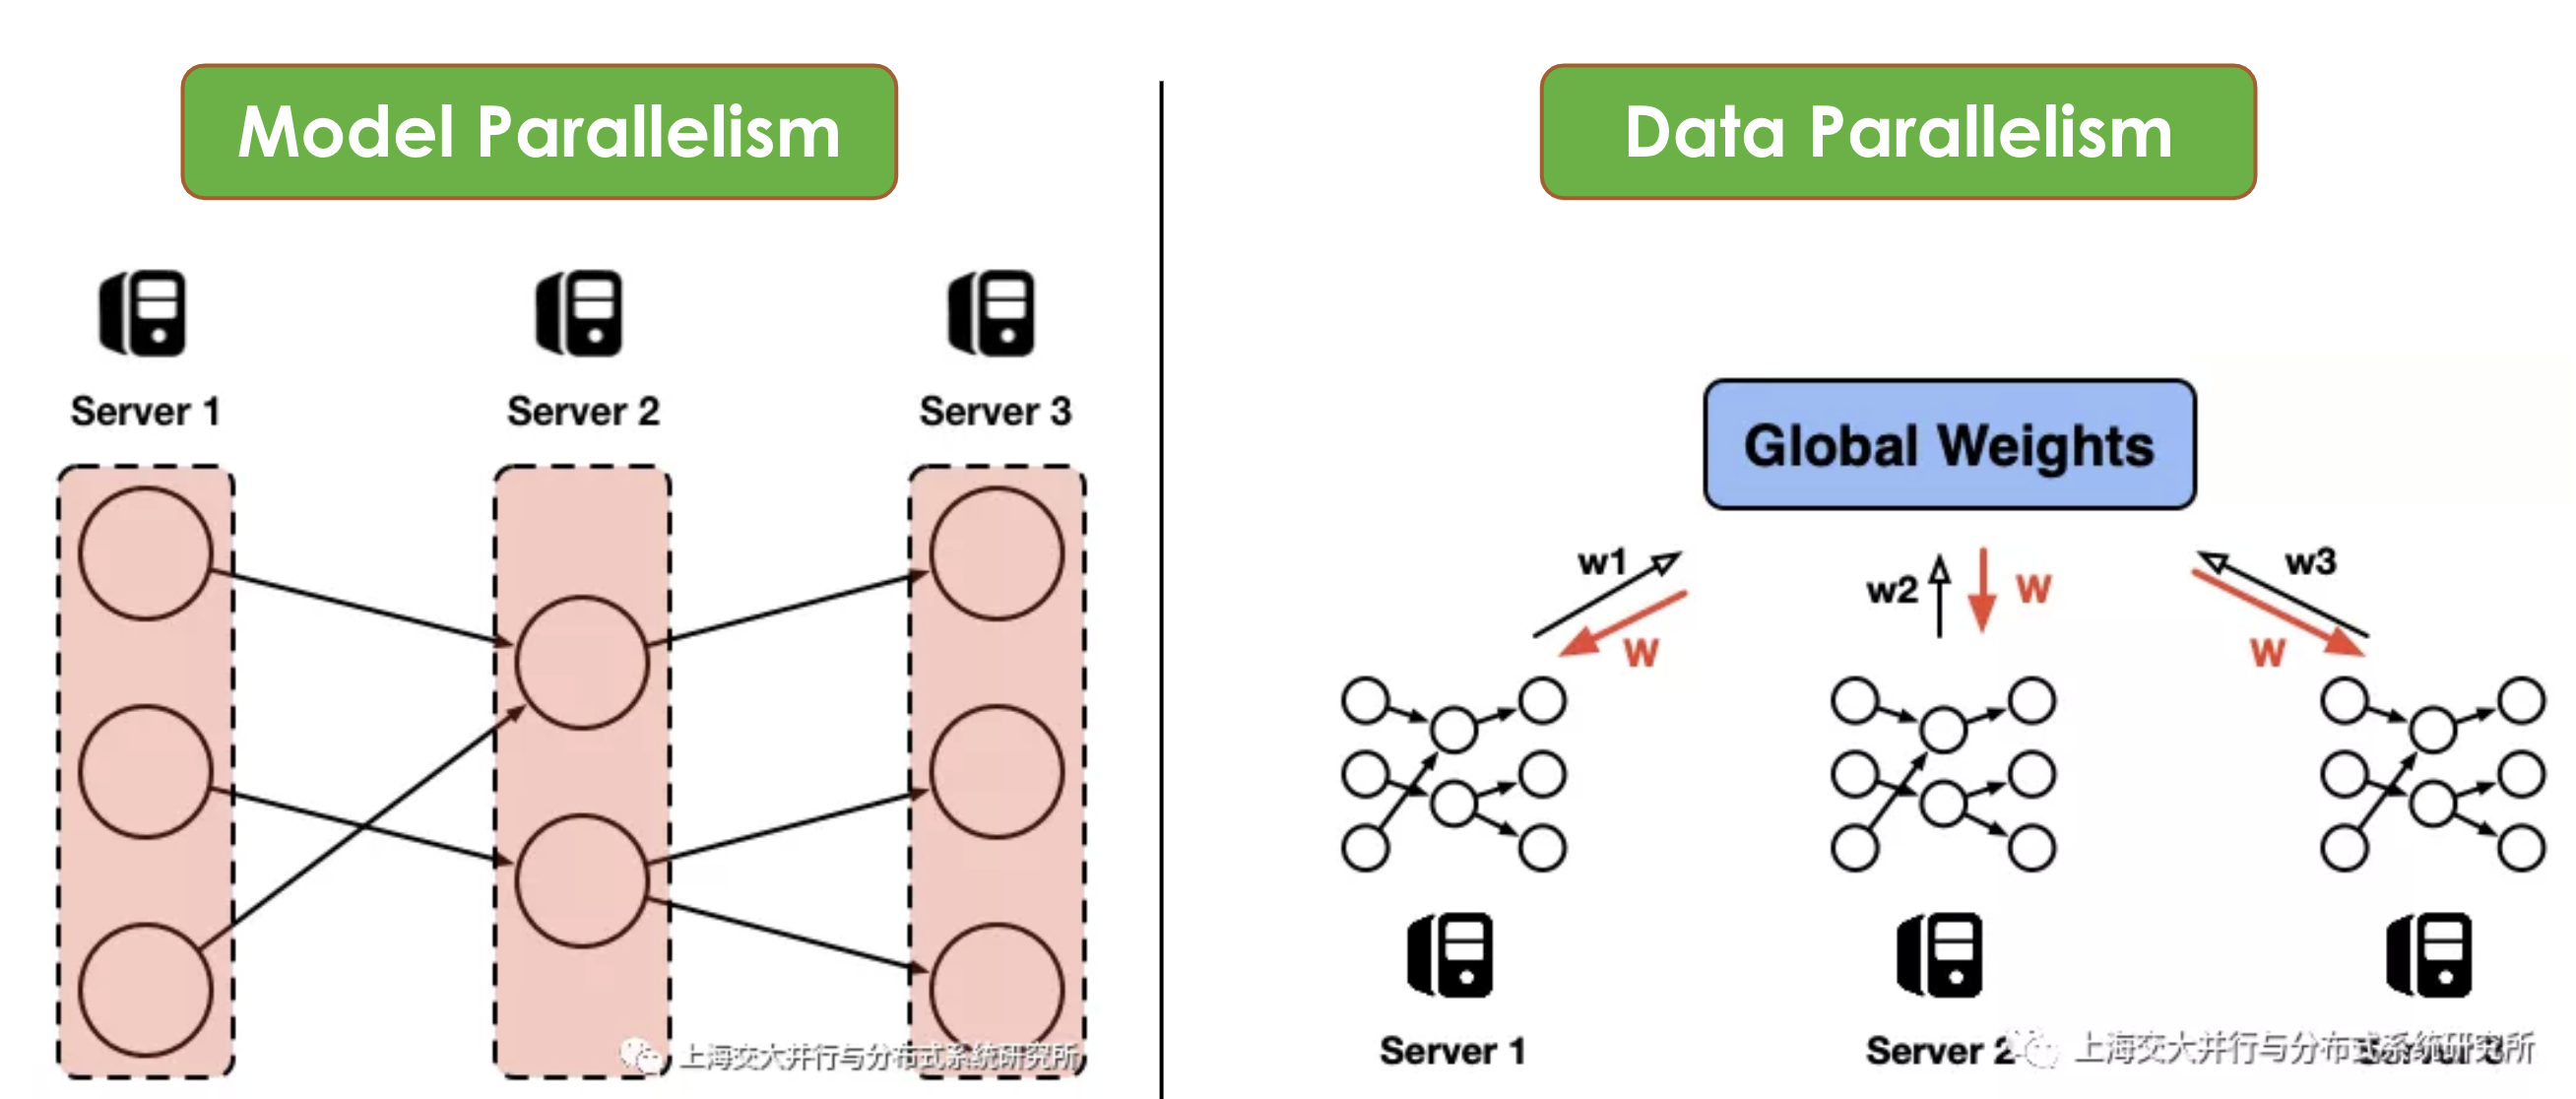 Model Parallelism
Server 1
Server 2
Server 3
上海交大并行与分布式系统研究所
Data Parallelism
Global Weights
w1
W
w2
W
w3
W
Server 1
Server 2
Server 3
上海交大并行与分布式系统研究所